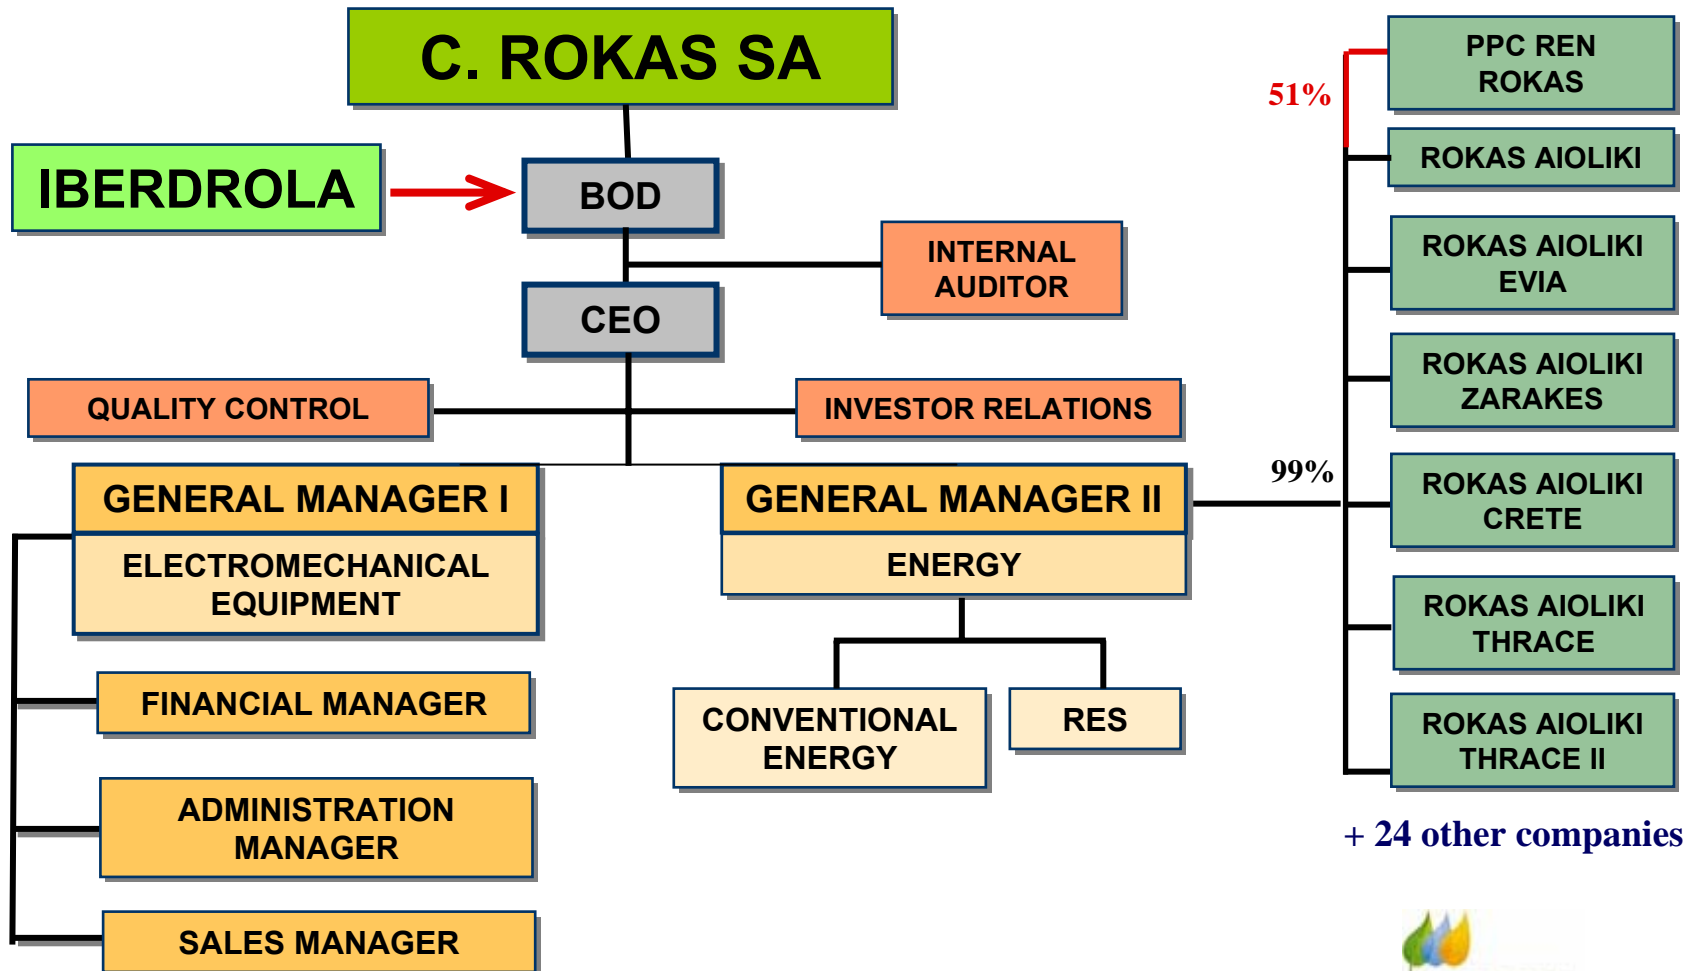 C. ROKAS SA
IBERDROLA
BOD
INTERNAL
AUDITOR
CEO
QUALITY CONTROL
INVESTOR RELATIONS
GENERAL MANAGER I
ELECTROMECHANICAL
EQUIPMENT
FINANCIAL MANAGER
ADMINISTRATION
MANAGER
SALES MANAGER
GENERAL MANAGER II
ENERGY
CONVENTIONAL
ENERGY
RES
51%
99%
PPC REN
ROKAS
ROKAS AIOLIKI
ROKAS AIOLIKI
EVIA
ROKAS AIOLIKI
ZARAKES
ROKAS AIOLIKI
CRETE
ROKAS AIOLIKI
THRACE
ROKAS AIOLIKI
THRACE II
+ 24 other companies